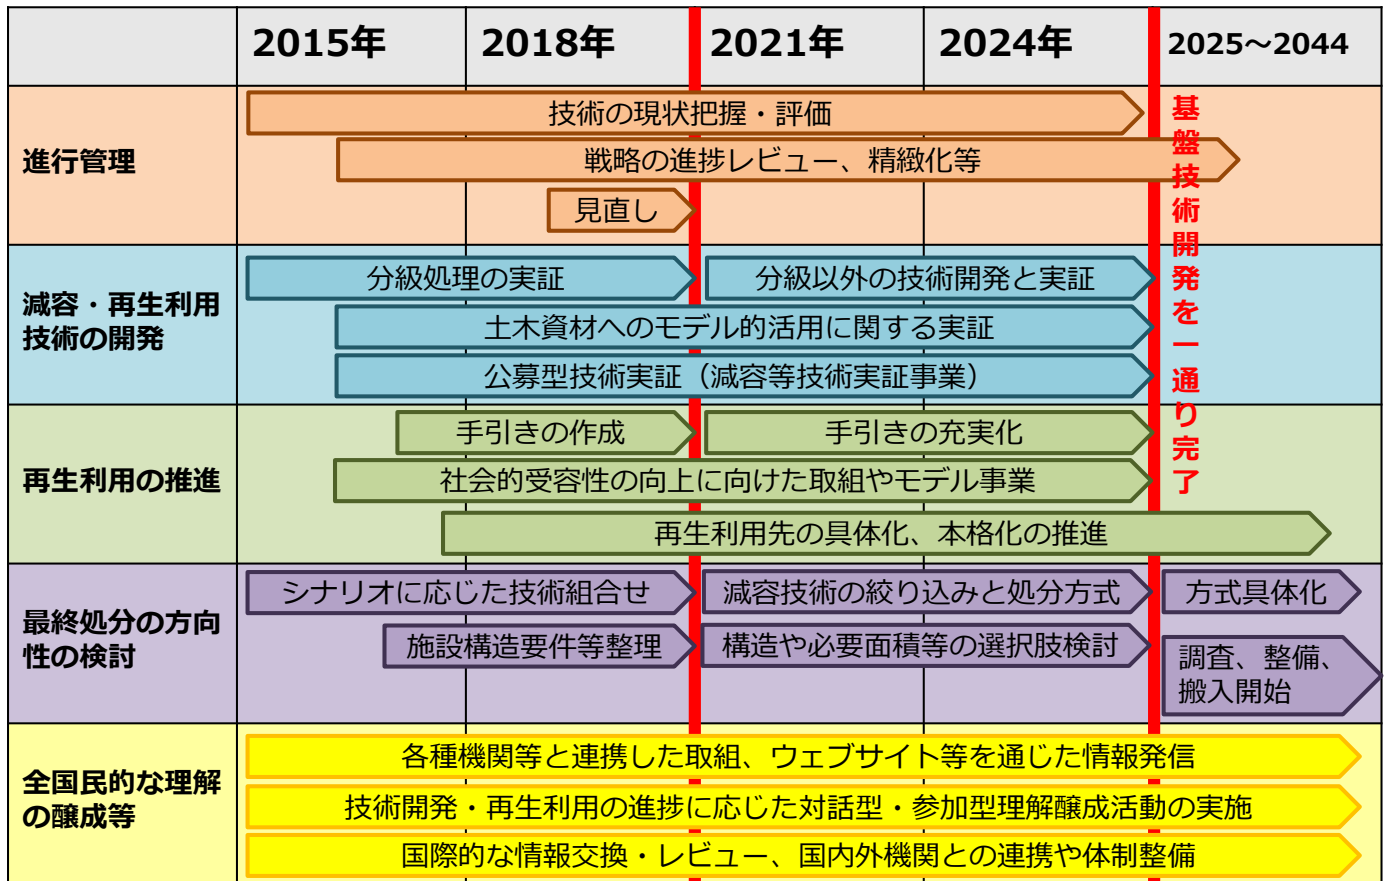 2015年
2018年
2021年
2024年
2025～2044
進行管理
技術の現状把握・評価
戦略の進捗レビュー、精緻化等
見直し
基盤技術開発を一通り完了
減容・再生利用
技術の開発
分級処理の実証
分級以外の技術開発と実証
土木資材へのモデル的活用に関する実証
公募型技術実証（減容等技術実証事業）
再生利用の推進
手引きの作成
手引きの充実化
社会的受容性の向上に向けた取組やモデル事業
再生利用先の具体化、本格化の推進
最終処分の方向
性の検討
シナリオに応じた技術組合せ
減容技術の絞り込みと処分方式
方式具体化
施設構造要件等整理
構造や必要面積等の選択肢検討
調査、整備、
搬入開始
全国民的な理解
の醸成等
各種機関等と連携した取組、ウェブサイト等を通じた情報発信
技術開発・再生利用の進捗に応じた対話型・参加型理解醸成活動の実施
国際的な情報交換・レビュー、国内外機関との連携や体制整備